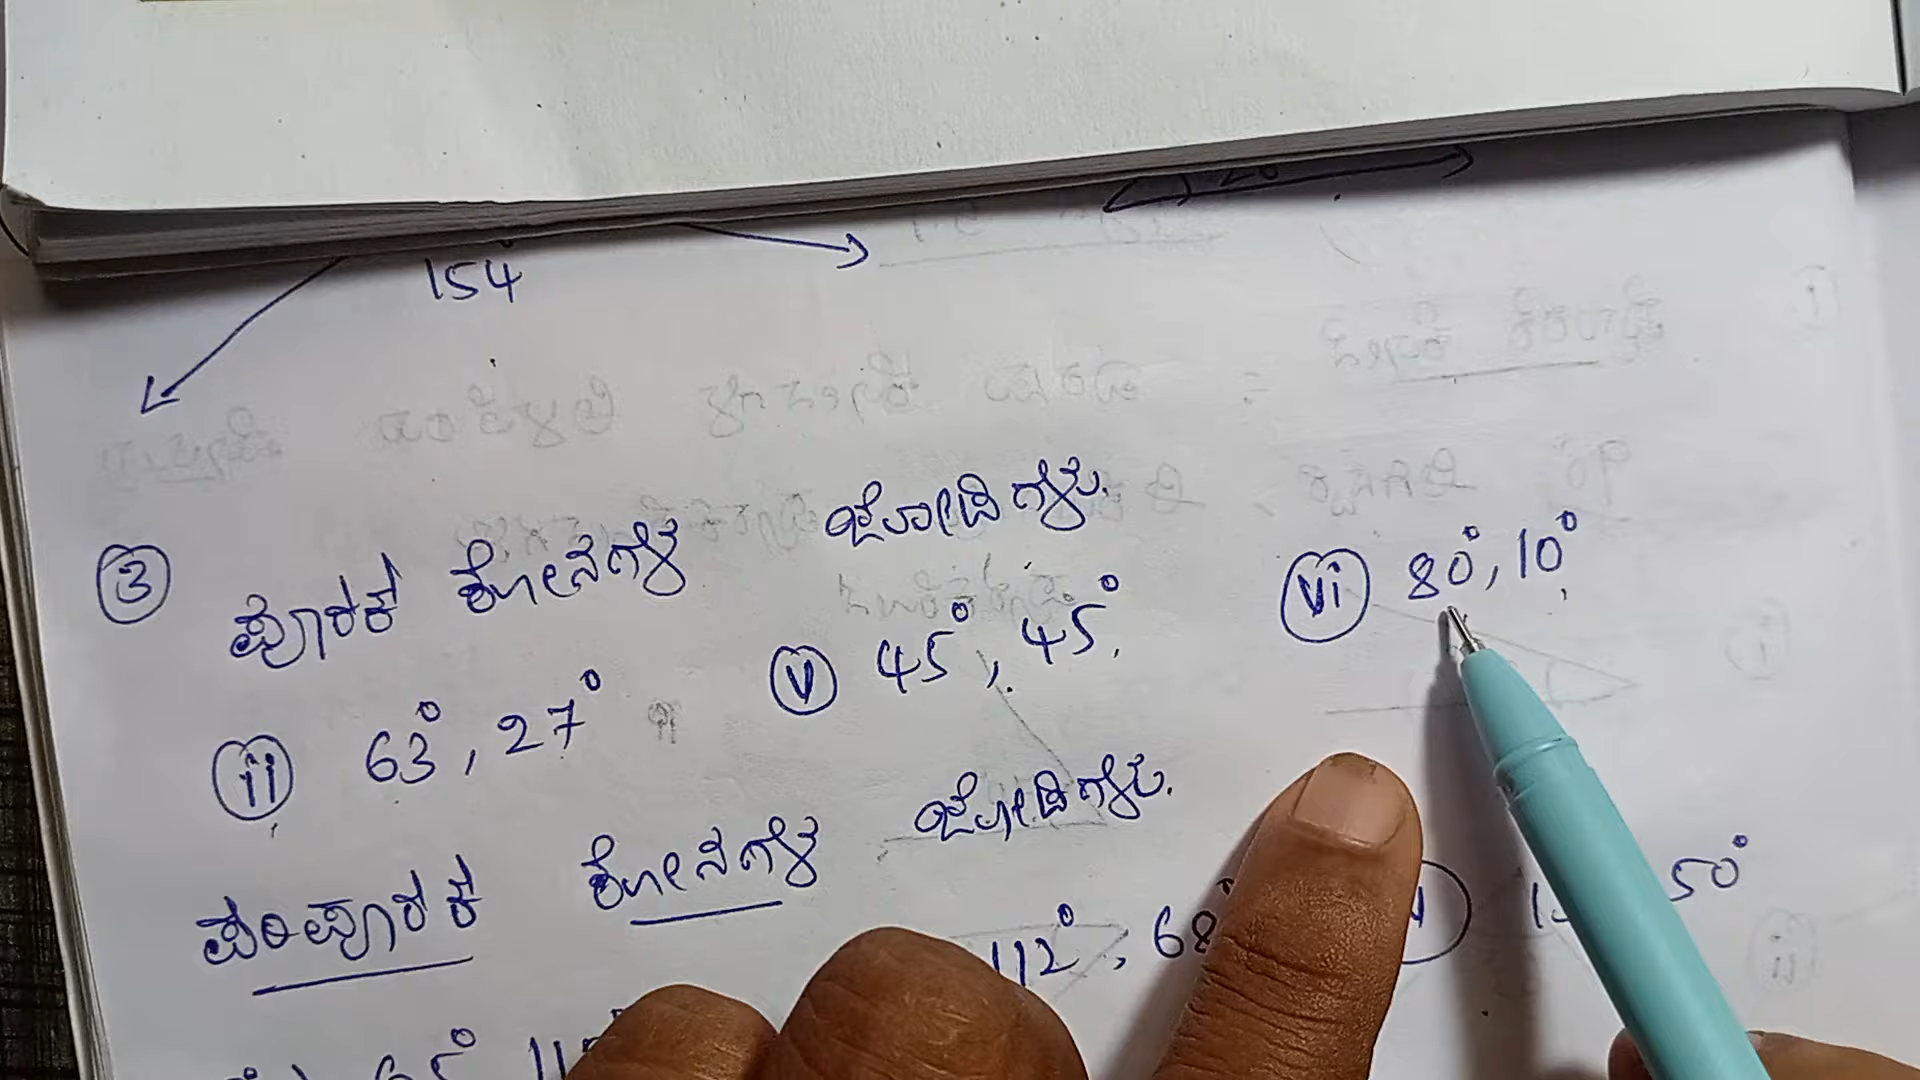 154°
③ ಪೂರಕ ಕೋನಗಳ ಜೋಡಿಗಳು.
ii 63°, 27° v 45°, 45°. vi 80°, 10°
ಪರಿಪೂರಕ ಕೋನಗಳ ಜೋಡಿಗಳು.
65° 112°, 68° 50°